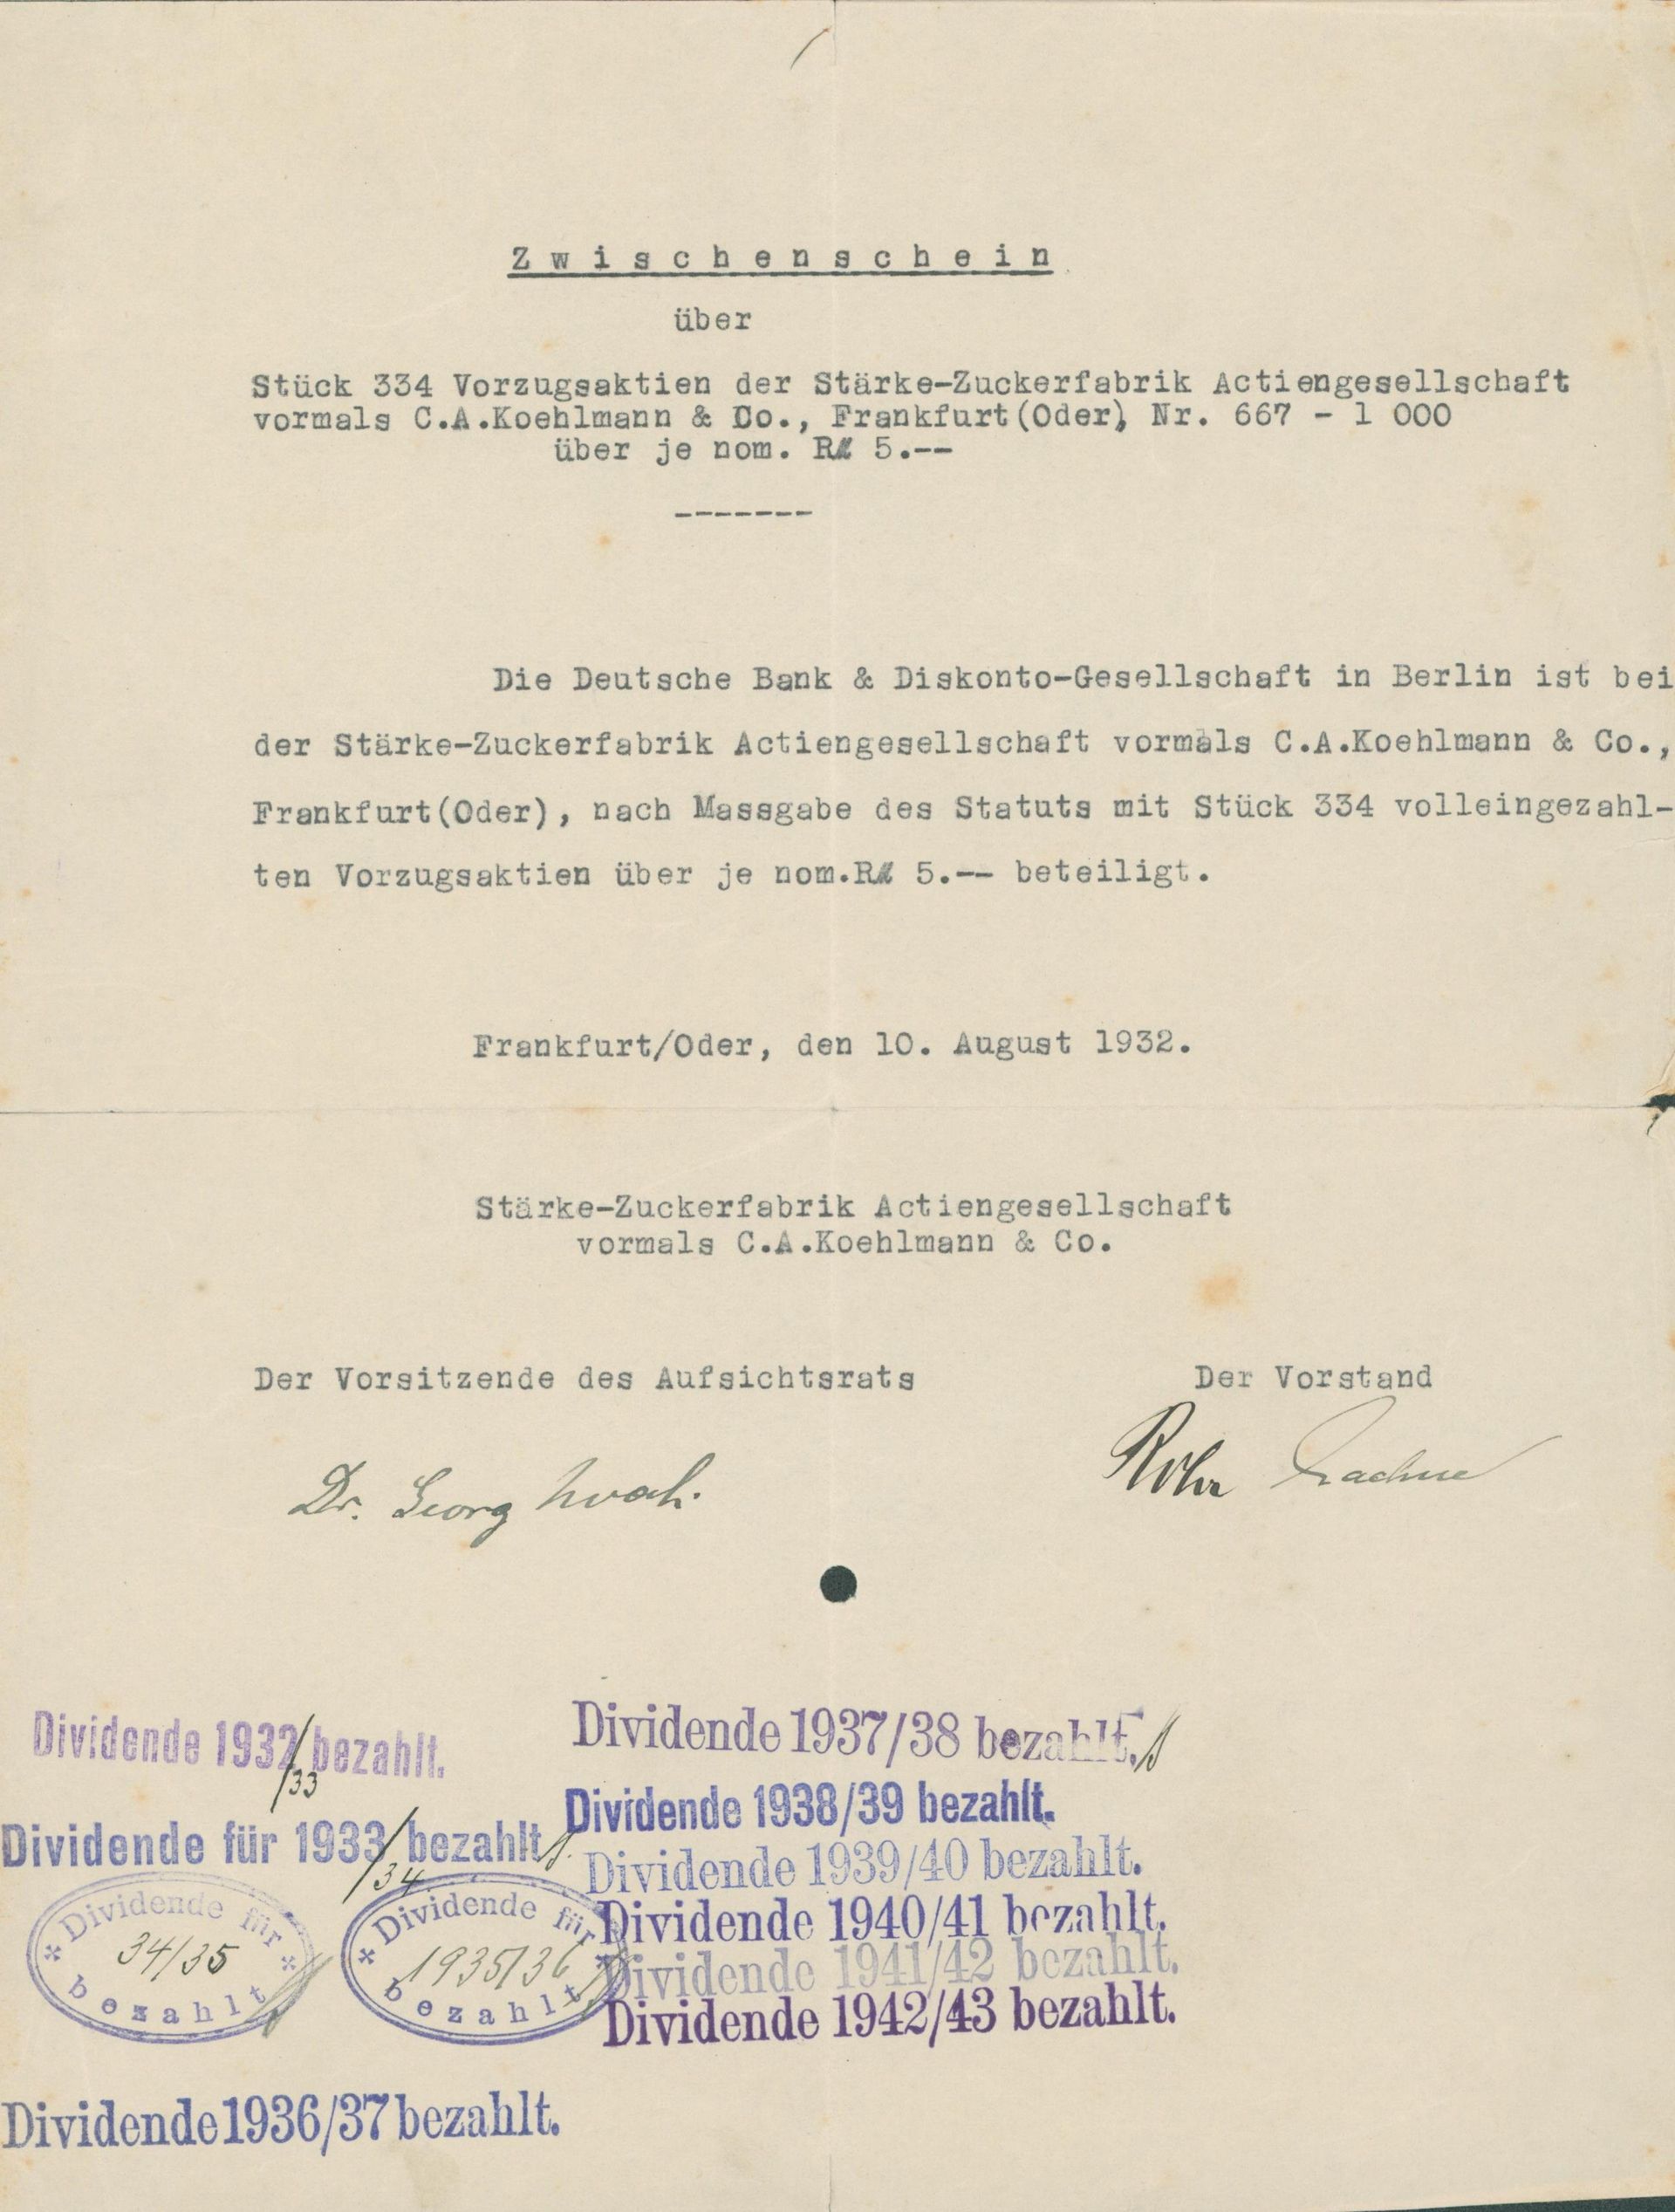 Zwischenschein
über
Stück 334 Vorzugsaktien der Stärke-Zuckerfabrik Actiengesellschaft
vormals C.A.Koehlmann & Co., Frankfurt(Oder), Nr. 667 - 1 000
über je nom. RM 5.--
-------
Die Deutsche Bank & Diskonto-Gesellschaft in Berlin ist bei
der Stärke-Zuckerfabrik Actiengesellschaft vormals C.A.Koehlmann & Co.,
Frankfurt(Oder), nach Massgabe des Statuts mit Stück 334 volleingezahl-
ten Vorzugsaktien über je nom.RM 5.-- beteiligt.
Frankfurt/Oder, den 10. August 1932.
Stärke-Zuckerfabrik Actiengesellschaft
vormals C.A.Koehlmann & Co.
Der Vorsitzende des Aufsichtsrats
Der Vorstand
Dr. Georg
Dividende 1932/33 bezahlt.
Dividende für 1933/34 bezahlt
Dividende für
34/35
bezahlt
Dividende für
1935/36
bezahlt
Dividende 1936/37 bezahlt.
Dividende 1937/38 bezahlt.
Dividende 1938/39 bezahlt.
Dividende 1939/40 bezahlt.
Dividende 1940/41 bezahlt.
Dividende 1941/42 bezahlt.
Dividende 1942/43 bezahlt.